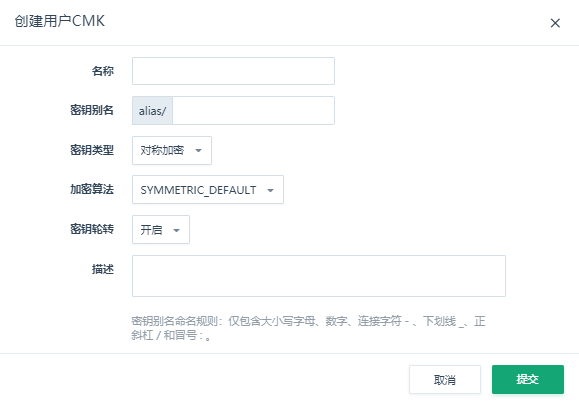 创建用户CMK
名称
密钥别名 alias/
密钥类型 对称加密
加密算法 SYMMETRIC_DEFAULT
密钥轮转 开启
描述
密钥别名命名规则：仅包含大小写字母、数字、连接字符 - 、下划线 _、正
斜杠 / 和冒号 : 。
取消 提交